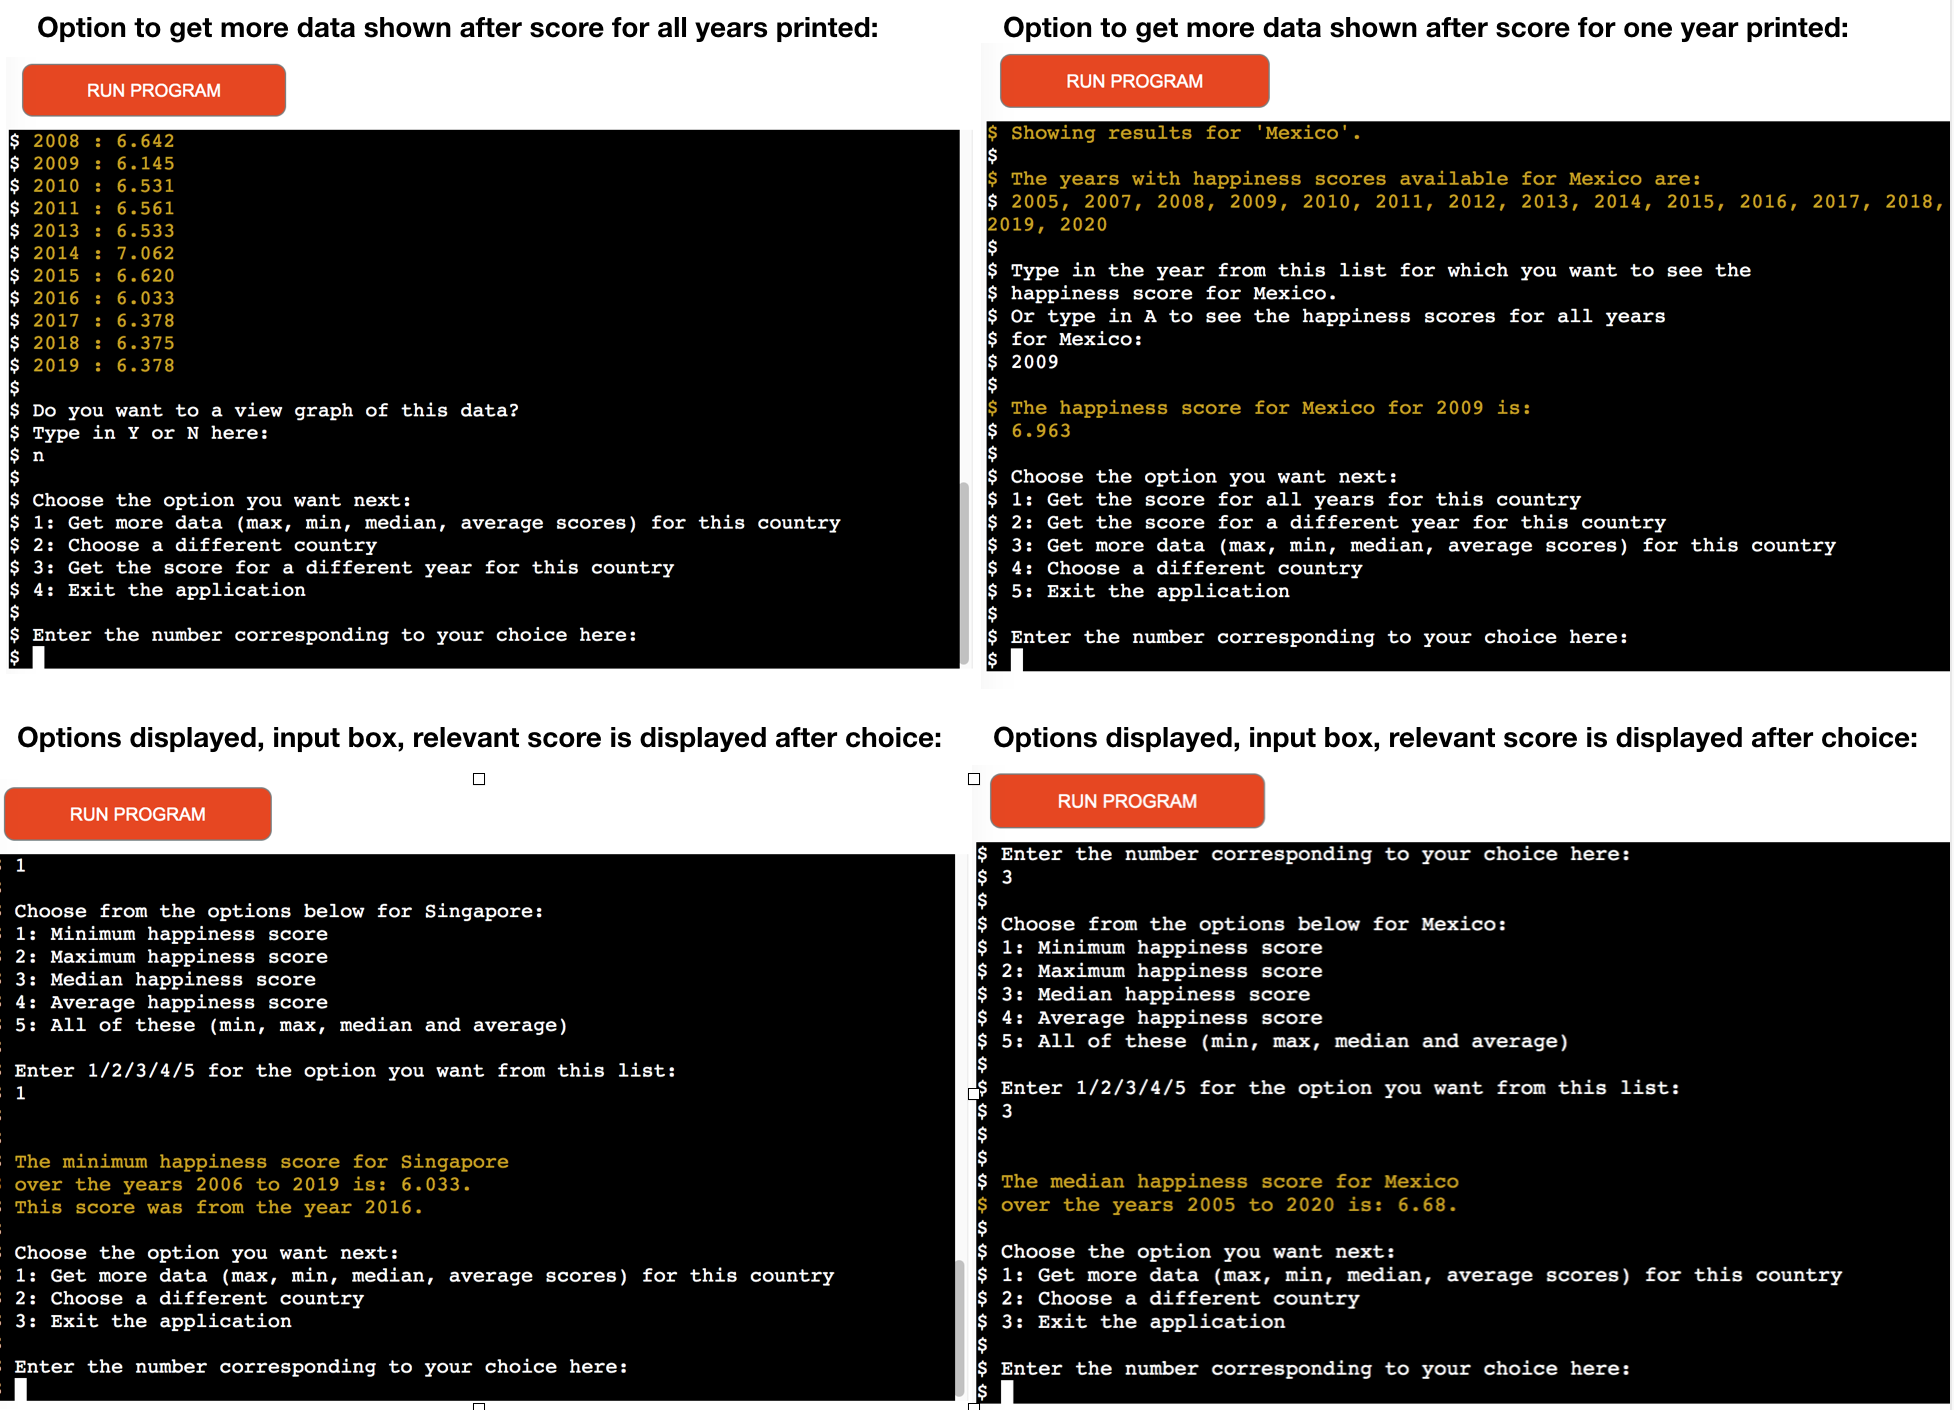 Option to get more data shown after score for all years printed:
RUN PROGRAM
$ 2008 : 6.642
$ 2009 : 6.145
$ 2010 : 6.531
$ 2011 : 6.561
$ 2013 : 6.533
$ 2014 : 7.062
$ 2015 : 6.620
$ 2016 : 6.033
$ 2017 : 6.378
$ 2018 : 6.375
$ 2019 : 6.378
$
$ Do you want to a view graph of this data?
$ Type in Y or N here:
$ n
$
$ Choose the option you want next:
$ 1: Get more data (max, min, median, average scores) for this country
$ 2: Choose a different country
$ 3: Get the score for a different year for this country
$ 4: Exit the application
$
$ Enter the number corresponding to your choice here:
$
Option to get more data shown after score for one year printed:
RUN PROGRAM
$ Showing results for 'Mexico'.
$
$ The years with happiness scores available for Mexico are:
$ 2005, 2007, 2008, 2009, 2010, 2011, 2012, 2013, 2014, 2015, 2016, 2017, 2018,
2019, 2020
$
$ Type in the year from this list for which you want to see the
$ happiness score for Mexico.
$ Or type in A to see the happiness scores for all years
$ for Mexico:
$ 2009
$
$ The happiness score for Mexico for 2009 is:
$ 6.963
$
$ Choose the option you want next:
$ 1: Get the score for all years for this country
$ 2: Get the score for a different year for this country
$ 3: Get more data (max, min, median, average scores) for this country
$ 4: Choose a different country
$ 5: Exit the application
$
$ Enter the number corresponding to your choice here:
$
Options displayed, input box, relevant score is displayed after choice:
RUN PROGRAM
1
Choose from the options below for Singapore:
1: Minimum happiness score
2: Maximum happiness score
3: Median happiness score
4: Average happiness score
5: All of these (min, max, median and average)
Enter 1/2/3/4/5 for the option you want from this list:
1
The minimum happiness score for Singapore
over the years 2006 to 2019 is: 6.033.
This score was from the year 2016.
Choose the option you want next:
1: Get more data (max, min, median, average scores) for this country
2: Choose a different country
3: Exit the application
Enter the number corresponding to your choice here:
Options displayed, input box, relevant score is displayed after choice:
RUN PROGRAM
$ Enter the number corresponding to your choice here:
$ 3
$
$ Choose from the options below for Mexico:
$ 1: Minimum happiness score
$ 2: Maximum happiness score
$ 3: Median happiness score
$ 4: Average happiness score
$ 5: All of these (min, max, median and average)
$
$ Enter 1/2/3/4/5 for the option you want from this list:
$ 3
$
$
$ The median happiness score for Mexico
$ over the years 2005 to 2020 is: 6.68.
$
$ Choose the option you want next:
$ 1: Get more data (max, min, median, average scores) for this country
$ 2: Choose a different country
$ 3: Exit the application
$
$ Enter the number corresponding to your choice here:
$